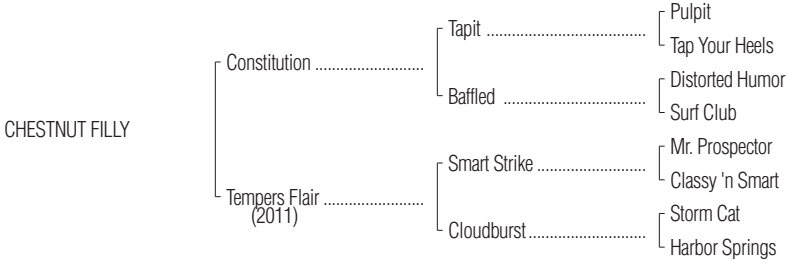 Pulpit
Tapit ..................................
Tap Your Heels
Constitution .......................
Distorted Humor
Baffled ..............................
Surf Club
CHESTNUT FILLY
Mr. Prospector
Smart Strike .......................
Classy 'n Smart
Tempers Flair .....................
(2011)
Storm Cat
Cloudburst.........................
Harbor Springs